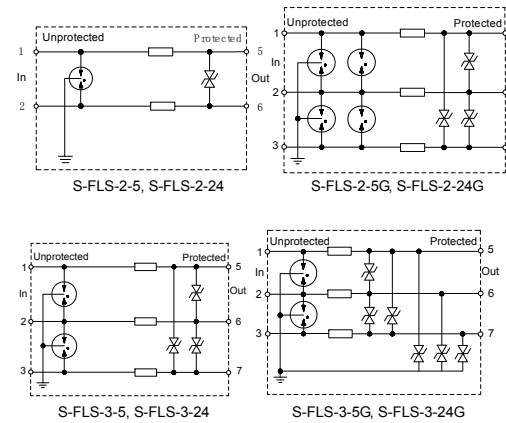 Unprotected
Protected
1
5
In
Out
2
6
S-FLS-2-5, S-FLS-2-24
Unprotected
Protected
1
In
2
3
S-FLS-2-5G, S-FLS-2-24G
Unprotected
Protected
1
5
In
Out
2
6
3
7
S-FLS-3-5, S-FLS-3-24
Unprotected
Protected
1
5
In
Out
2
6
3
7
S-FLS-3-5G, S-FLS-3-24G